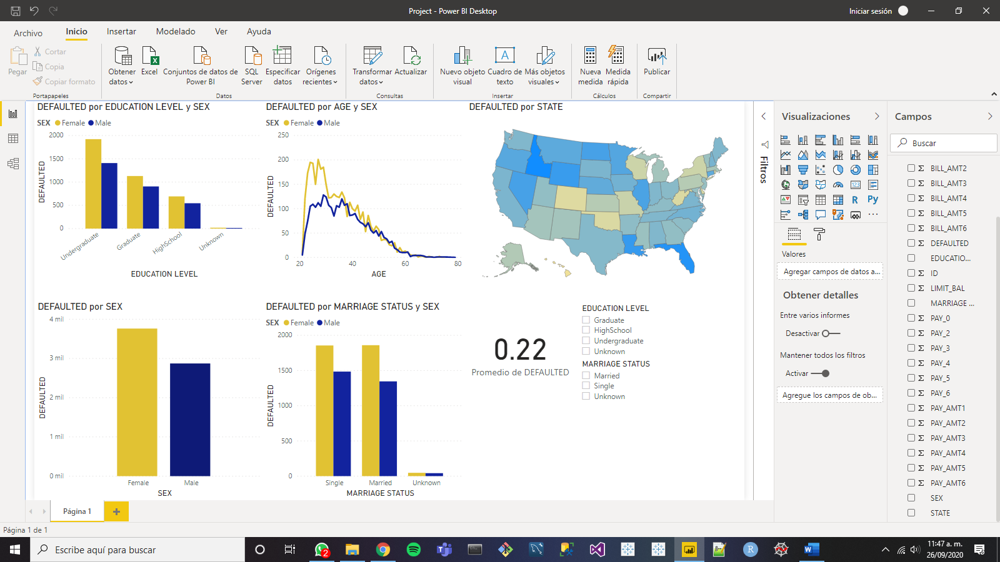 Project - Power BI Desktop
Iniciar sesión
Archivo
Inicio
Insertar
Modelado
Ver
Ayuda
Pegar
Cortar
Copia
Copiar formato
Portapapeles
Obtener
datos
Excel
Conjuntos de datos de
Power BI
SQL
Server
Especificar
datos
Orígenes
recientes
Datos
Transformar
datos
Actualizar
Consultas
Nuevo objeto
visual
Cuadro de
texto
Más objetos
visuales
Insertar
Nueva
medida
Medida
rápida
Cálculos
Publicar
Compartir
DEFAULTED por EDUCATION LEVEL y SEX
SEX Female Male
2000
1500
1000
500
0
DEFAULTED
Undergraduate
Graduate
HighSchool
Unknown
EDUCATION LEVEL
DEFAULTED por AGE y SEX
SEX Female Male
250
200
150
100
50
0
DEFAULTED
20
40
60
80
AGE
DEFAULTED por STATE
DEFAULTED por SEX
4 mil
3 mil
2 mil
1 mil
0 mil
DEFAULTED
Female
Male
SEX
DEFAULTED por MARRIAGE STATUS y SEX
SEX Female Male
2000
1500
1000
500
0
DEFAULTED
Single
Married
Unknown
MARRIAGE STATUS
0.22
Promedio de DEFAULTED
EDUCATION LEVEL
Graduate
HighSchool
Undergraduate
Unknown
MARRIAGE STATUS
Married
Single
Unknown
Filtros
Visualizaciones
R
Py
123
Valores
Agregar campos de datos a...
Obtener detalles
Entre varios informes
Desactivar
Mantener todos los filtros
Activar
Agregue los campos de ob...
Campos
Buscar
BILL_AMT2
BILL_AMT3
BILL_AMT4
BILL_AMT5
BILL_AMT6
DEFAULTED
EDUCATIO...
ID
LIMIT_BAL
MARRIAGE ...
PAY_0
PAY_2
PAY_3
PAY_4
PAY_5
PAY_6
PAY_AMT1
PAY_AMT2
PAY_AMT3
PAY_AMT4
PAY_AMT5
PAY_AMT6
SEX
STATE
Página 1
Página 1 de 1
Escribe aquí para buscar
2
11:47 a. m.
26/09/2020